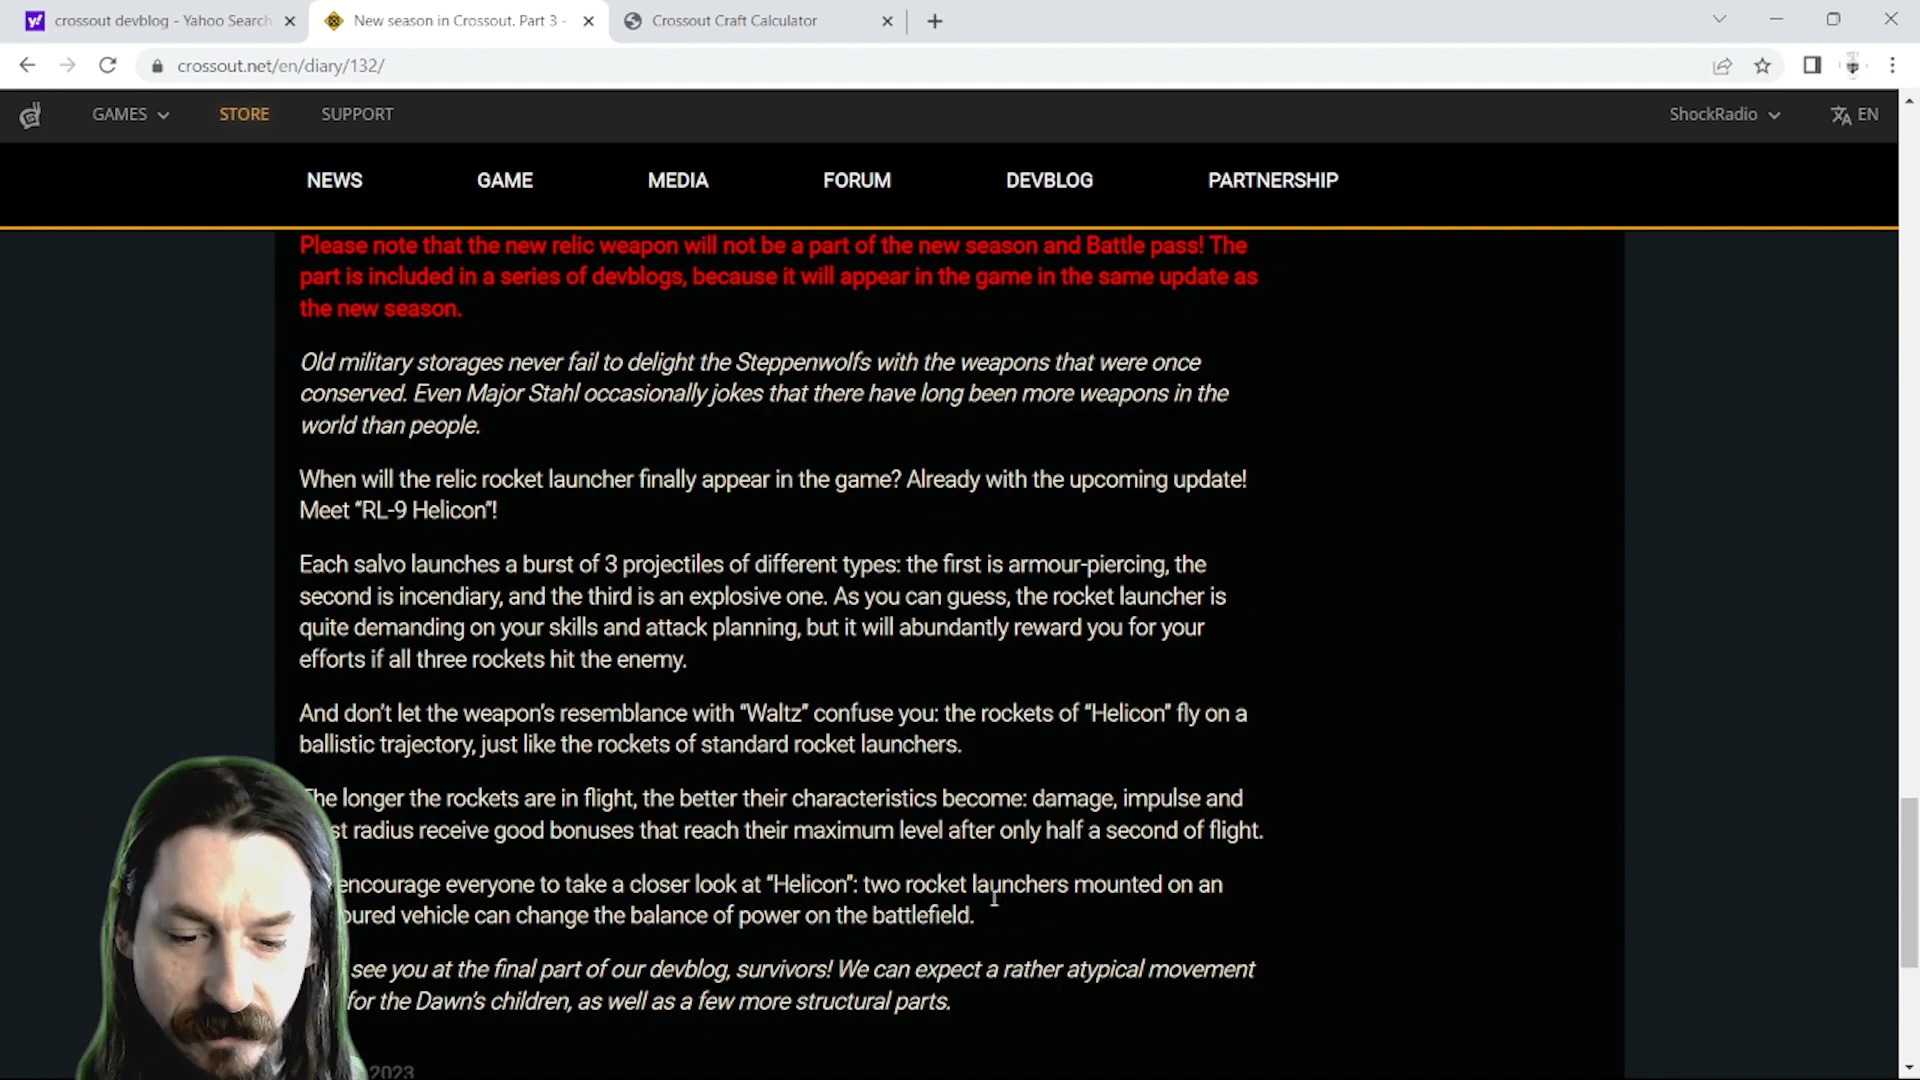 crossout devblog - Yahoo Search
New season in Crossout. Part 3 -
Crossout Craft Calculator
crossout.net/en/diary/132/
GAMES
STORE
SUPPORT
ShockRadio
EN
NEWS
GAME
MEDIA
FORUM
DEVBLOG
PARTNERSHIP
Please note that the new relic weapon will not be a part of the new season and Battle pass! The
part is included in a series of devblogs, because it will appear in the game in the same update as
the new season.
Old military storages never fail to delight the Steppenwolfs with the weapons that were once
conserved. Even Major Stahl occasionally jokes that there have long been more weapons in the
world than people.
When will the relic rocket launcher finally appear in the game? Already with the upcoming update!
Meet “RL-9 Helicon”!
Each salvo launches a burst of 3 projectiles of different types: the first is armour-piercing, the
second is incendiary, and the third is an explosive one. As you can guess, the rocket launcher is
quite demanding on your skills and attack planning, but it will abundantly reward you for your
efforts if all three rockets hit the enemy.
And don’t let the weapon’s resemblance with “Waltz” confuse you: the rockets of “Helicon” fly on a
ballistic trajectory, just like the rockets of standard rocket launchers.
The longer the rockets are in flight, the better their characteristics become: damage, impulse and
radius receive good bonuses that reach their maximum level after only half a second of flight.
encourage everyone to take a closer look at “Helicon”: two rocket launchers mounted on an
vehicle can change the balance of power on the battlefield.
see you at the final part of our devblog, survivors! We can expect a rather atypical movement
for the Dawn’s children, as well as a few more structural parts.
2023